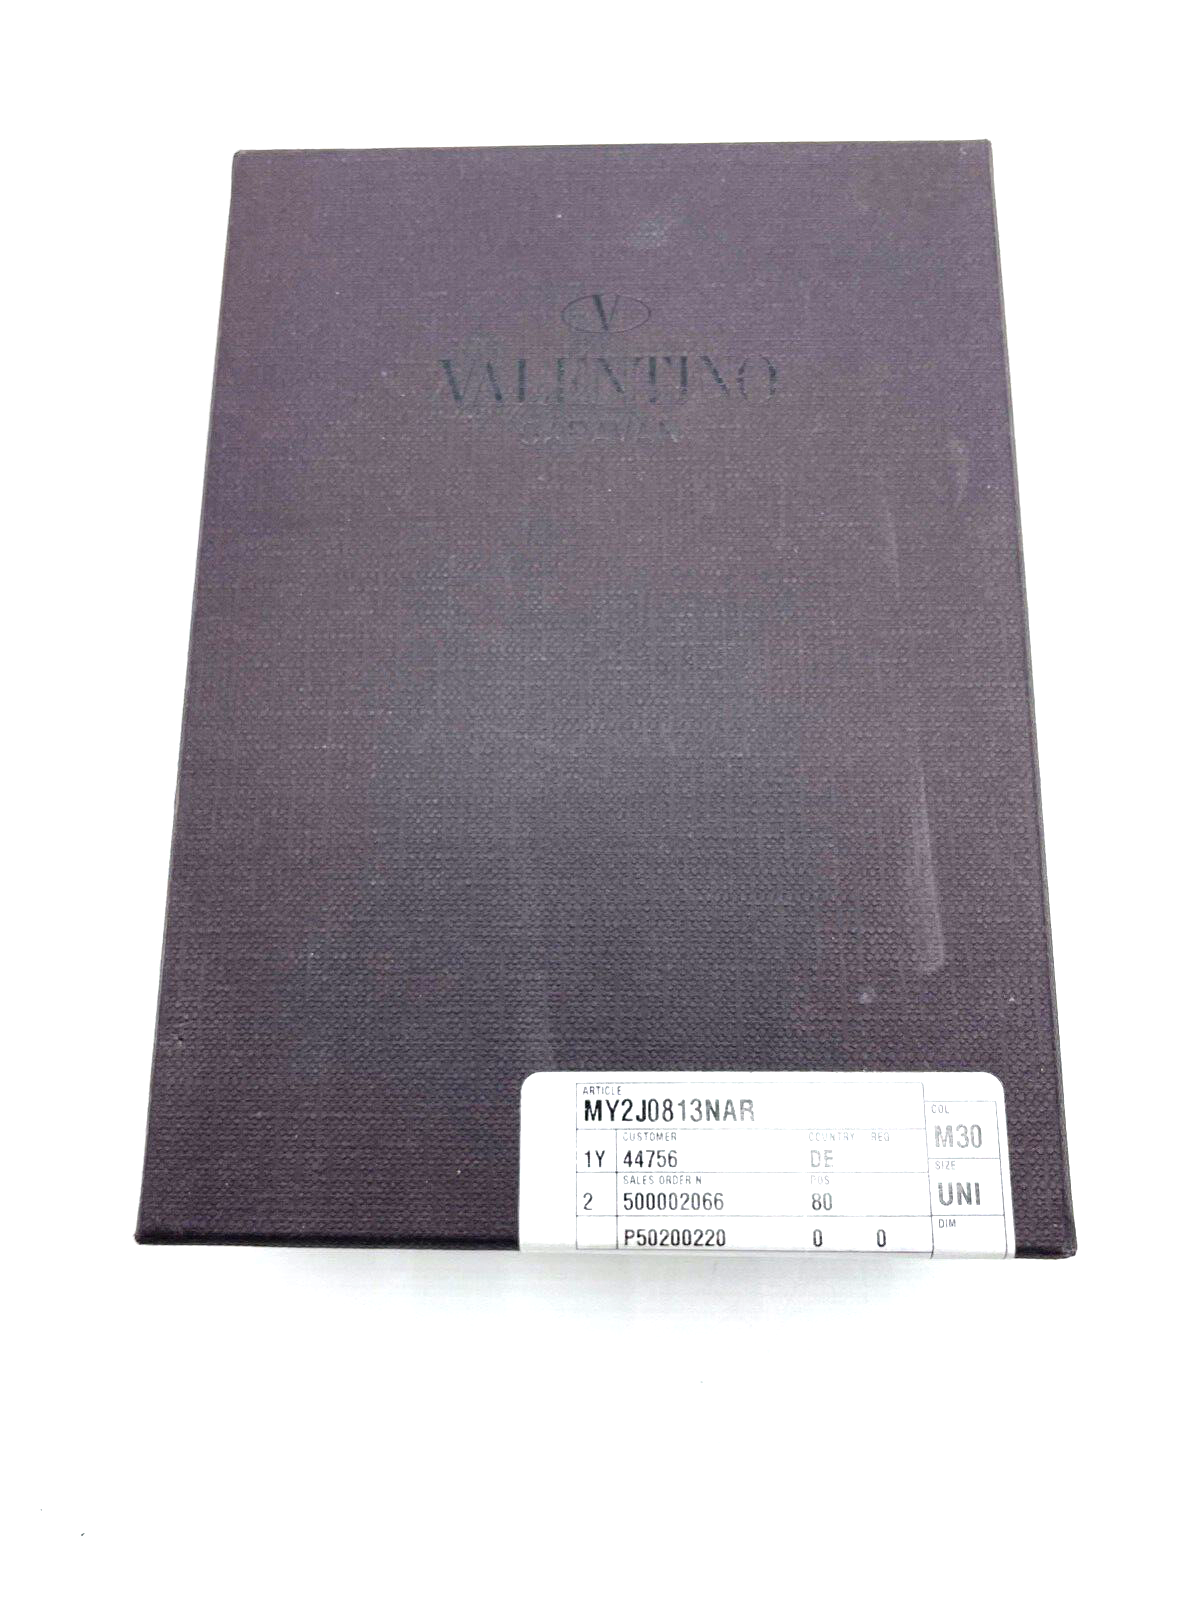 V
VALENTINO
GARAVANI
ARTICLE
MY2J0813NAR
COL
M30
CUSTOMER COUNTRY REG
1Y 44756 DE
SIZE
UNI
SALES ORDER N POS
2 500002066 80
DIM
P50200220 0 0